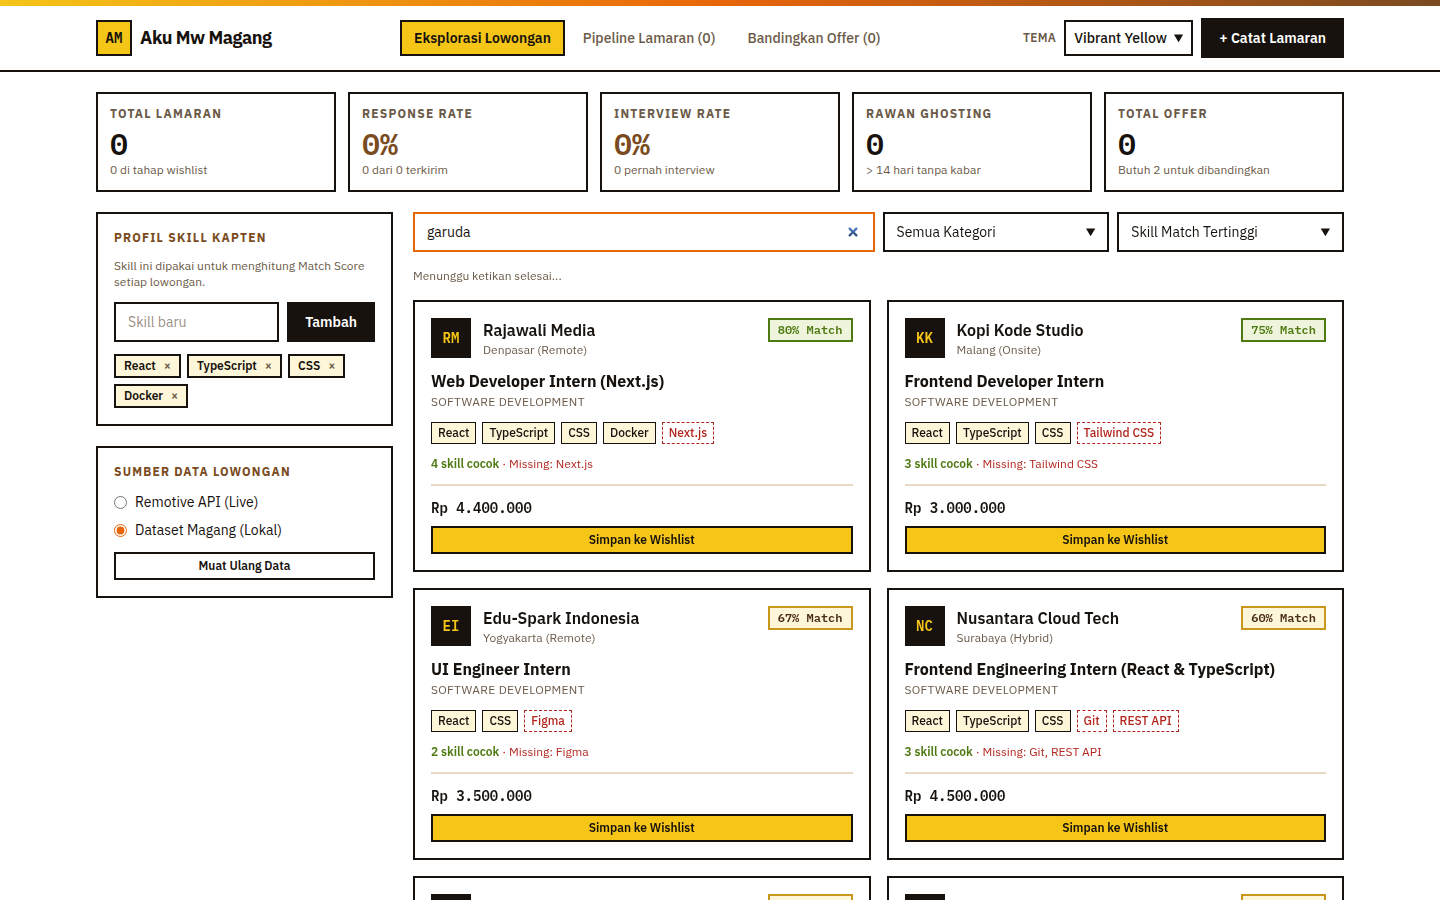 AM Aku Mw Magang Eksplorasi Lowongan Pipeline Lamaran (0) Bandingkan Offer (0) TEMA Vibrant Yellow ▼ + Catat Lamaran
TOTAL LAMARAN
0
0 di tahap wishlist
RESPONSE RATE
0%
0 dari 0 terkirim
INTERVIEW RATE
0%
0 pernah interview
RAWAN GHOSTING
0
> 14 hari tanpa kabar
TOTAL OFFER
0
Butuh 2 untuk dibandingkan
PROFIL SKILL KAPTEN
Skill ini dipakai untuk menghitung Match Score
setiap lowongan.
Skill baru Tambah
React × TypeScript × CSS ×
Docker ×
SUMBER DATA LOWONGAN
Remotive API (Live)
Dataset Magang (Lokal)
Muat Ulang Data
garuda × Semua Kategori ▼ Skill Match Tertinggi ▼
Menunggu ketikan selesai...
RM Rajawali Media 80% Match
Denpasar (Remote)
Web Developer Intern (Next.js)
SOFTWARE DEVELOPMENT
React TypeScript CSS Docker Next.js
4 skill cocok · Missing: Next.js
Rp 4.400.000
Simpan ke Wishlist
KK Kopi Kode Studio 75% Match
Malang (Onsite)
Frontend Developer Intern
SOFTWARE DEVELOPMENT
React TypeScript CSS Tailwind CSS
3 skill cocok · Missing: Tailwind CSS
Rp 3.000.000
Simpan ke Wishlist
EI Edu-Spark Indonesia 67% Match
Yogyakarta (Remote)
UI Engineer Intern
SOFTWARE DEVELOPMENT
React CSS Figma
2 skill cocok · Missing: Figma
Rp 3.500.000
Simpan ke Wishlist
NC Nusantara Cloud Tech 60% Match
Surabaya (Hybrid)
Frontend Engineering Intern (React & TypeScript)
SOFTWARE DEVELOPMENT
React TypeScript CSS Git REST API
3 skill cocok · Missing: Git, REST API
Rp 4.500.000
Simpan ke Wishlist